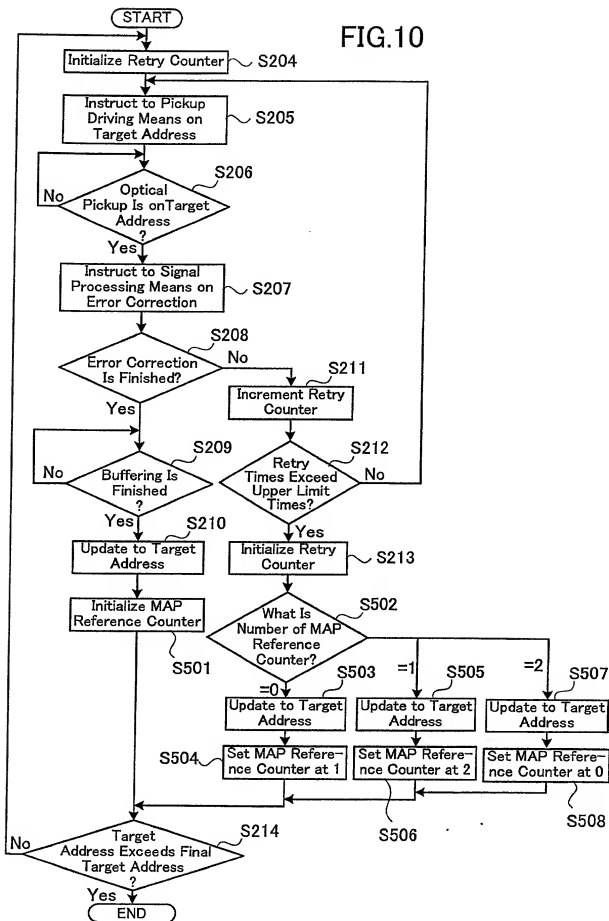 START
FIG.10
Initialize Retry Counter
S204
Instruct to Pickup
Driving Means on
Target Address
S205
S206
No
Optical
Pickup Is onTarget
Address
?
Yes
Instruct to Signal
Processing Means on
Error Correction
S207
S208
Error Correction
Is Finished?
No
Yes
S211
Increment Retry
Counter
S209
No
Buffering Is
Finished
?
Yes
S212
Retry
Times Exceed
Upper Limit
Times?
No
Yes
S210
Update to Target
Address
Initialize Retry
Counter
S213
Initialize MAP
Reference Counter
S501
S502
What Is
Number of MAP
Reference
Counter?
=0
S503
=1
S505
=2
S507
Update to Target
Address
Update to Target
Address
Update to Target
Address
S504
Set MAP Refere-
nce Counter at 1
Set MAP Refere-
nce Counter at 2
Set MAP Refere-
nce Counter at 0
S506
S508
S214
No
Target
Address Exceeds Final
Target Address
?
Yes
END